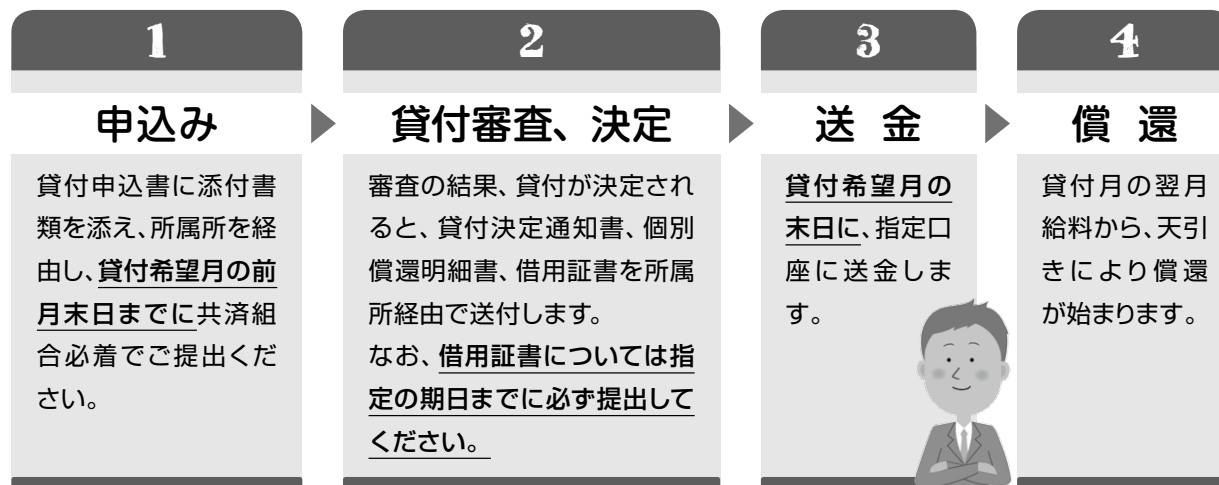 1
申込み
貸付申込書に添付書
類を添え、所属所を経
由し、貸付希望月の前
月末日までに共済組
合必着でご提出くだ
さい。
2
貸付審査、決定
審査の結果、貸付が決定され
ると、貸付決定通知書、個別
償還明細書、借用証書を所属
所経由で送付します。
なお、借用証書については指
定の期日までに必ず提出して
ください。
3
送 金
貸付希望月の
末日に、指定口
座に送金しま
す。
4
償 還
貸付月の翌月
給料から、天引
きにより償還
が始まります。